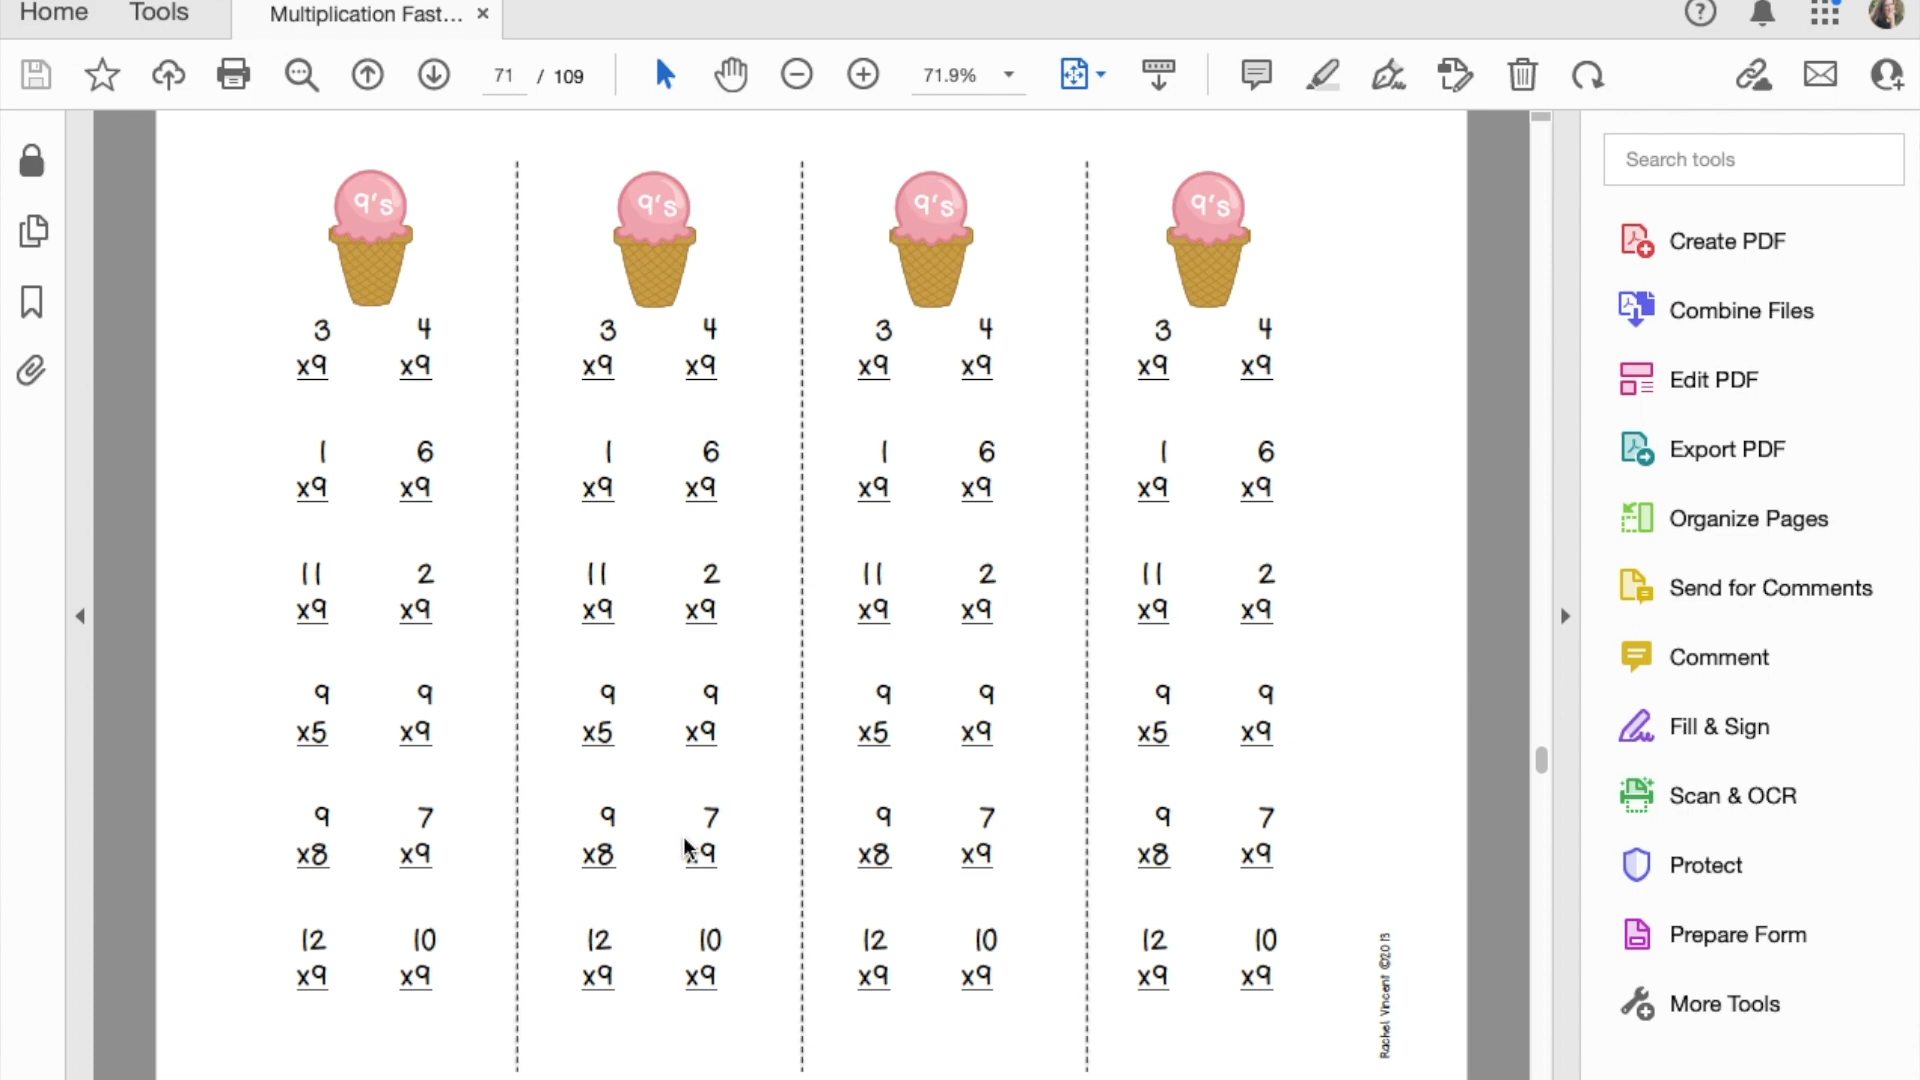 Home Tools Multiplication Fast... ×
71 / 109 71.9%
Search tools
Create PDF
Combine Files
Edit PDF
Export PDF
Organize Pages
Send for Comments
Comment
Fill & Sign
Scan & OCR
Protect
Prepare Form
More Tools
9's 9's 9's 9's
3 4 3 4 3 4 3 4
x9 x9 x9 x9 x9 x9 x9 x9
1 6 1 6 1 6 1 6
x9 x9 x9 x9 x9 x9 x9 x9
11 2 11 2 11 2 11 2
x9 x9 x9 x9 x9 x9 x9 x9
9 9 9 9 9 9 9 9
x5 x9 x5 x9 x5 x9 x5 x9
9 7 9 7 9 7 9 7
x8 x9 x8 x9 x8 x9 x8 x9
12 10 12 10 12 10 12 10
x9 x9 x9 x9 x9 x9 x9 x9
Rachel Vincent ©2013